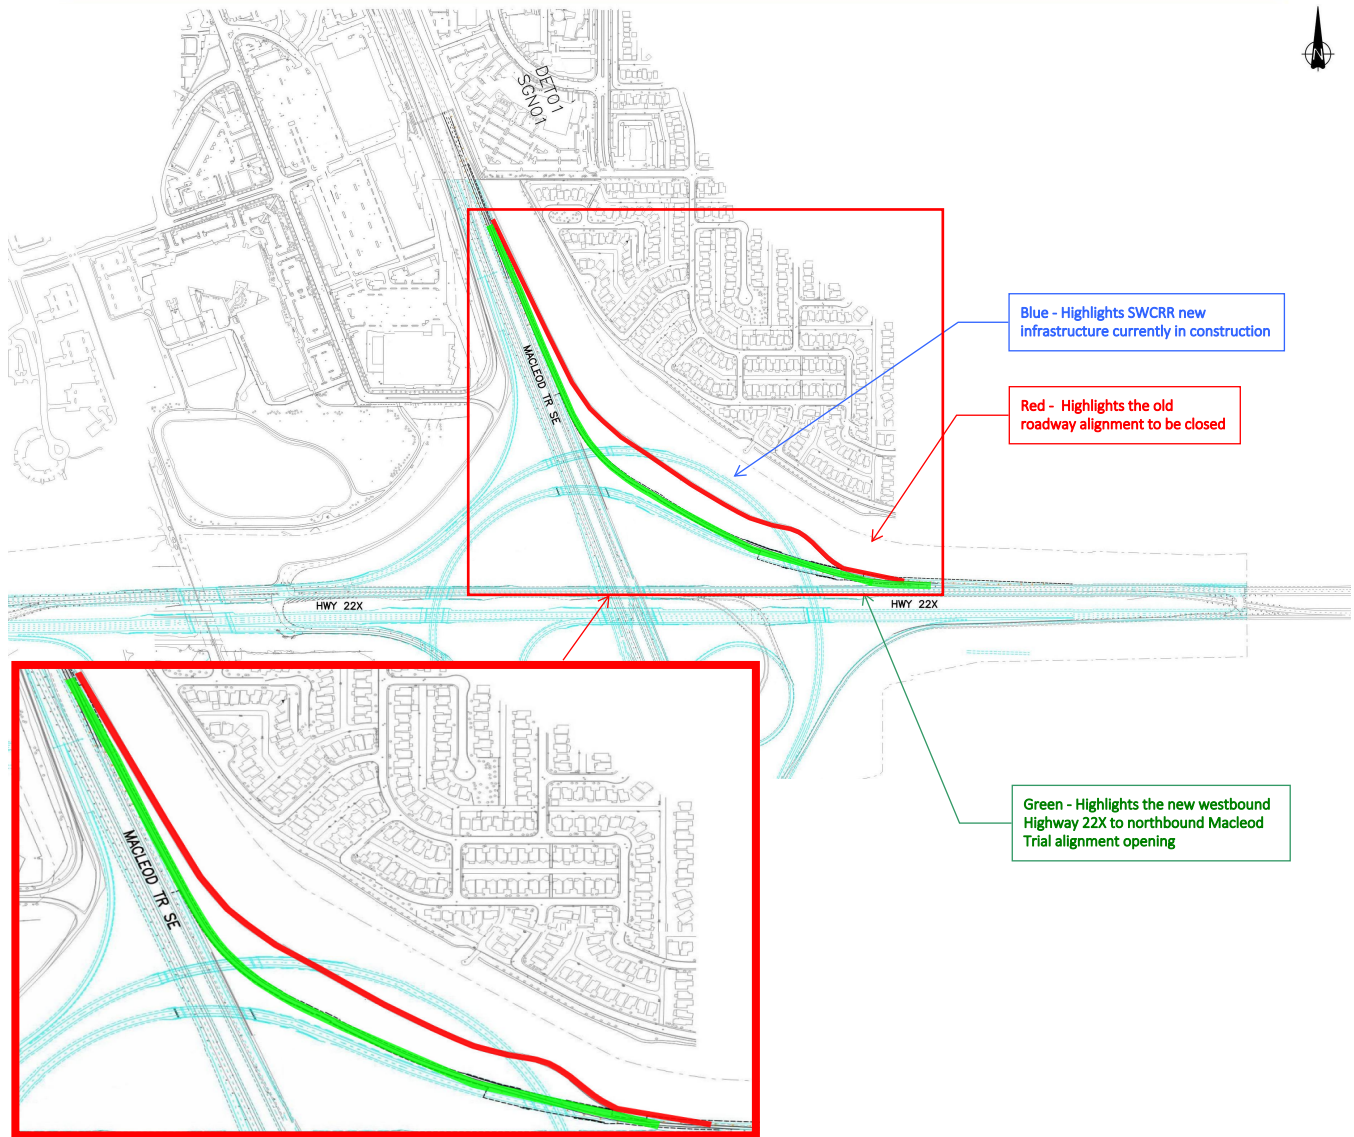 N
DET01
SGN01
Blue - Highlights SWCRR new
infrastructure currently in construction
MACLEOD TR SE
Red - Highlights the old
roadway alignment to be closed
HWY 22X
HWY 22X
Green - Highlights the new westbound
Highway 22X to northbound Macleod
Trial alignment opening
MACLEOD TR SE